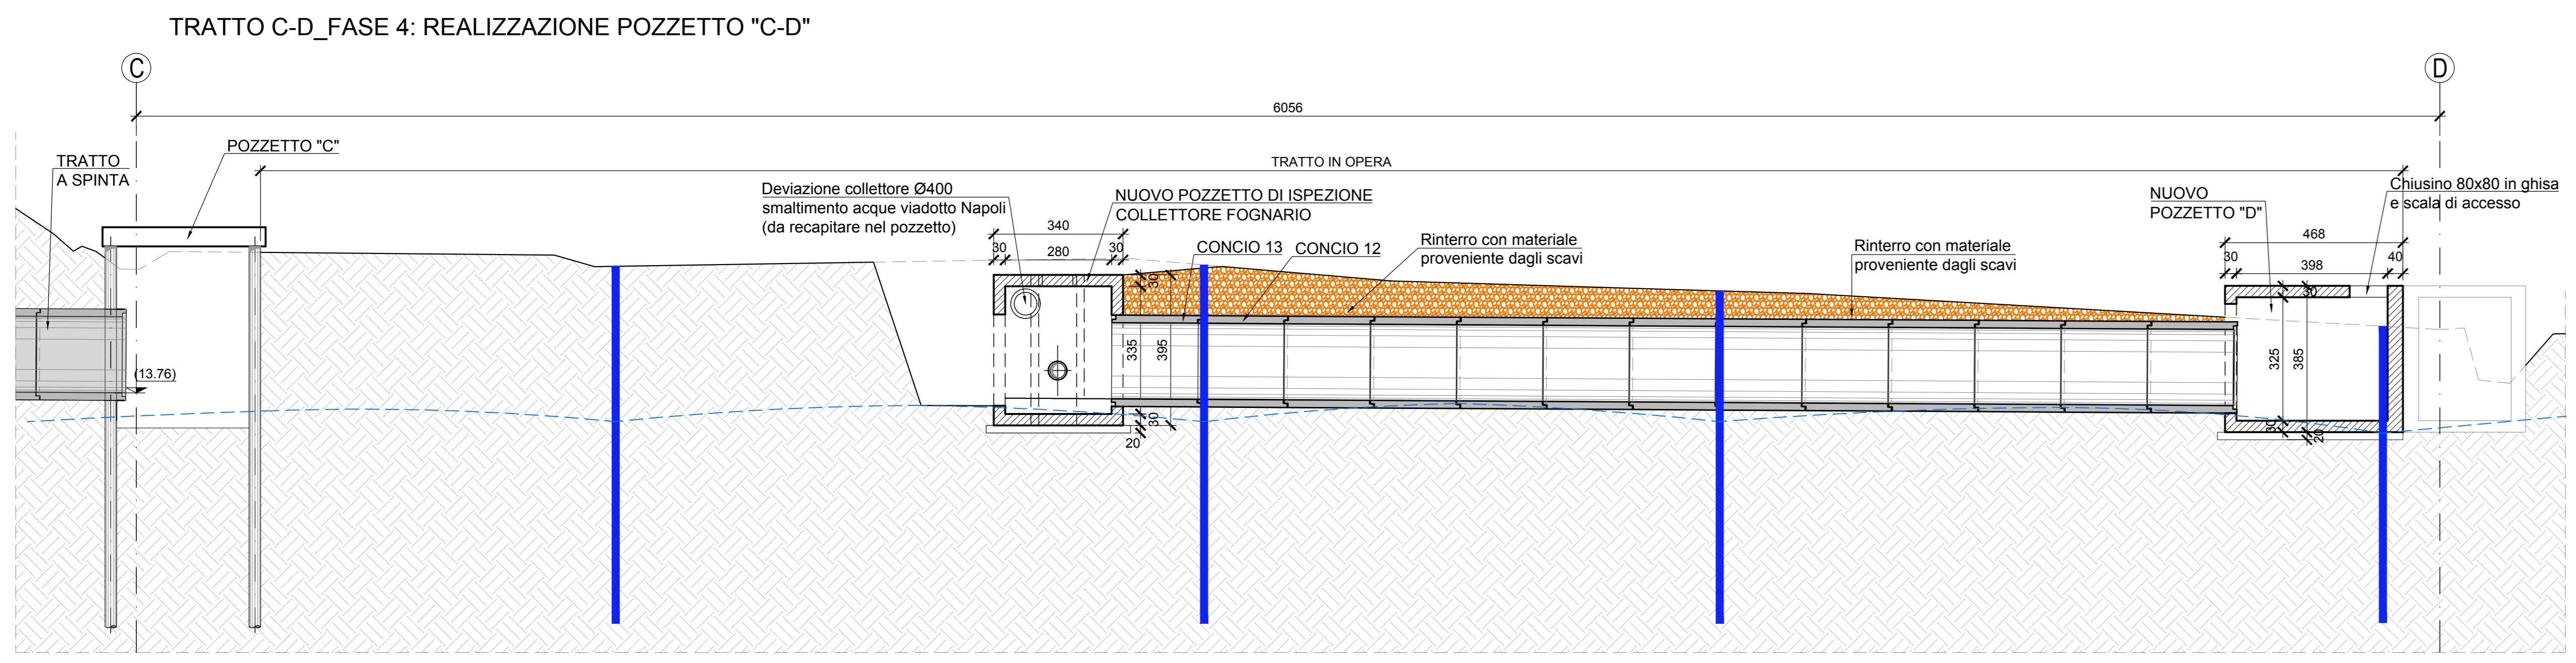 TRATTO C-D_FASE 4: REALIZZAZIONE POZZETTO "C-D"
C
D
6056
TRATTO IN OPERA
TRATTO
A SPINTA
POZZETTO "C"
Deviazione collettore Ø400
smaltimento acque viadotto Napoli
(da recapitare nel pozzetto)
NUOVO POZZETTO DI ISPEZIONE
COLLETTORE FOGNARIO
340
30
280
30
CONCIO 13
CONCIO 12
Rinterro con materiale
proveniente dagli scavi
Rinterro con materiale
proveniente dagli scavi
NUOVO
POZZETTO "D"
Chiusino 80x80 in ghisa
e scala di accesso
468
30
398
40
30
335
395
30
20
(13.76)
30
325
385
30
20